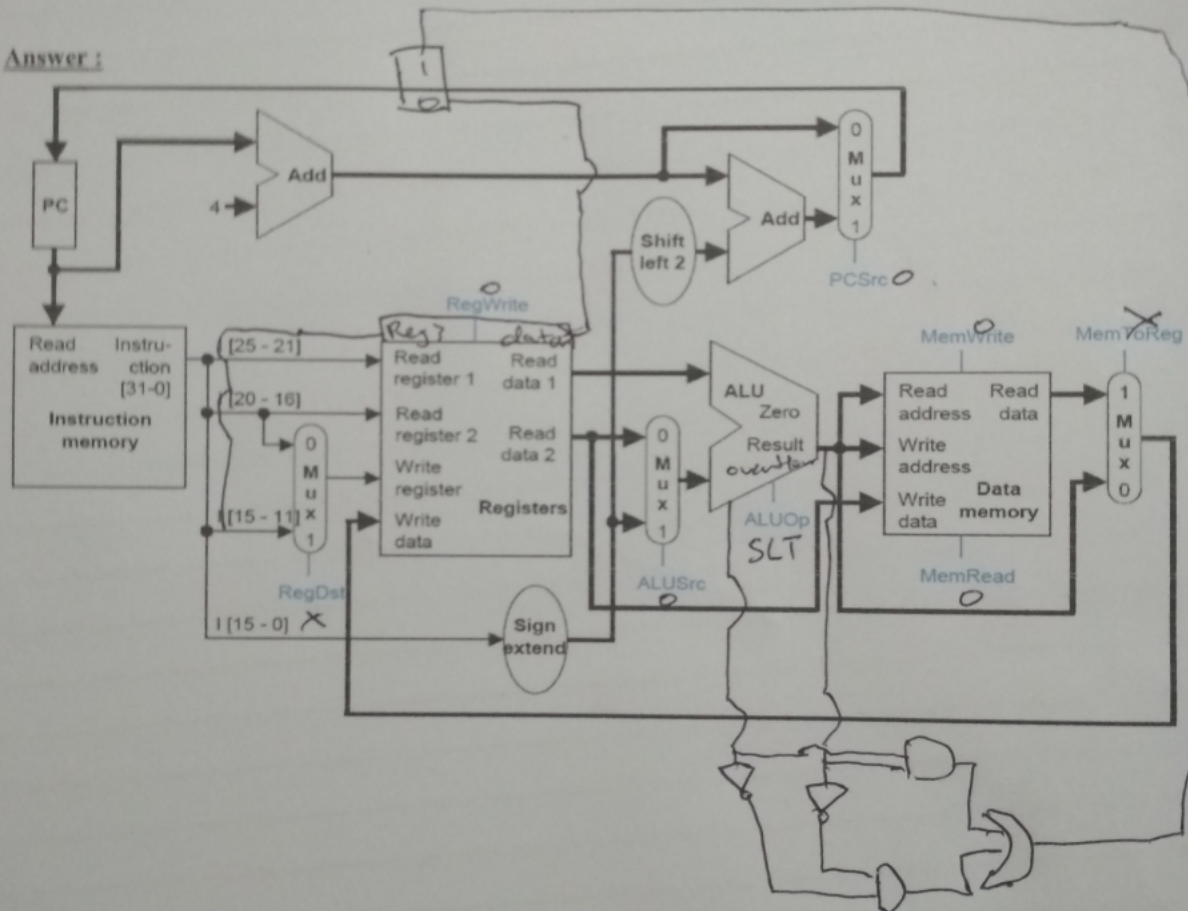 Answer :
1
0
PC
Add
4
0
M
u
x
1
Add
Shift
left 2
PCSrc 0
0
RegWrite
Reg? data?
Read
address
Instru-
ction
[31-0]
Instruction
memory
I [25 - 21]
I [20 - 16]
I [15 - 11]
I [15 - 0]
0
M
u
x
1
RegDst
X
Read
register 1
Read
data 1
Read
register 2
Read
data 2
Write
register
Write
data
Registers
Sign
extend
0
M
u
x
1
ALUSrc
0
ALU
Zero
Result
overflow
ALUOp
SLT
0
MemWrite
Read
address
Read
data
Write
address
Write
data
Data
memory
MemRead
0
X
MemToReg
1
M
u
x
0